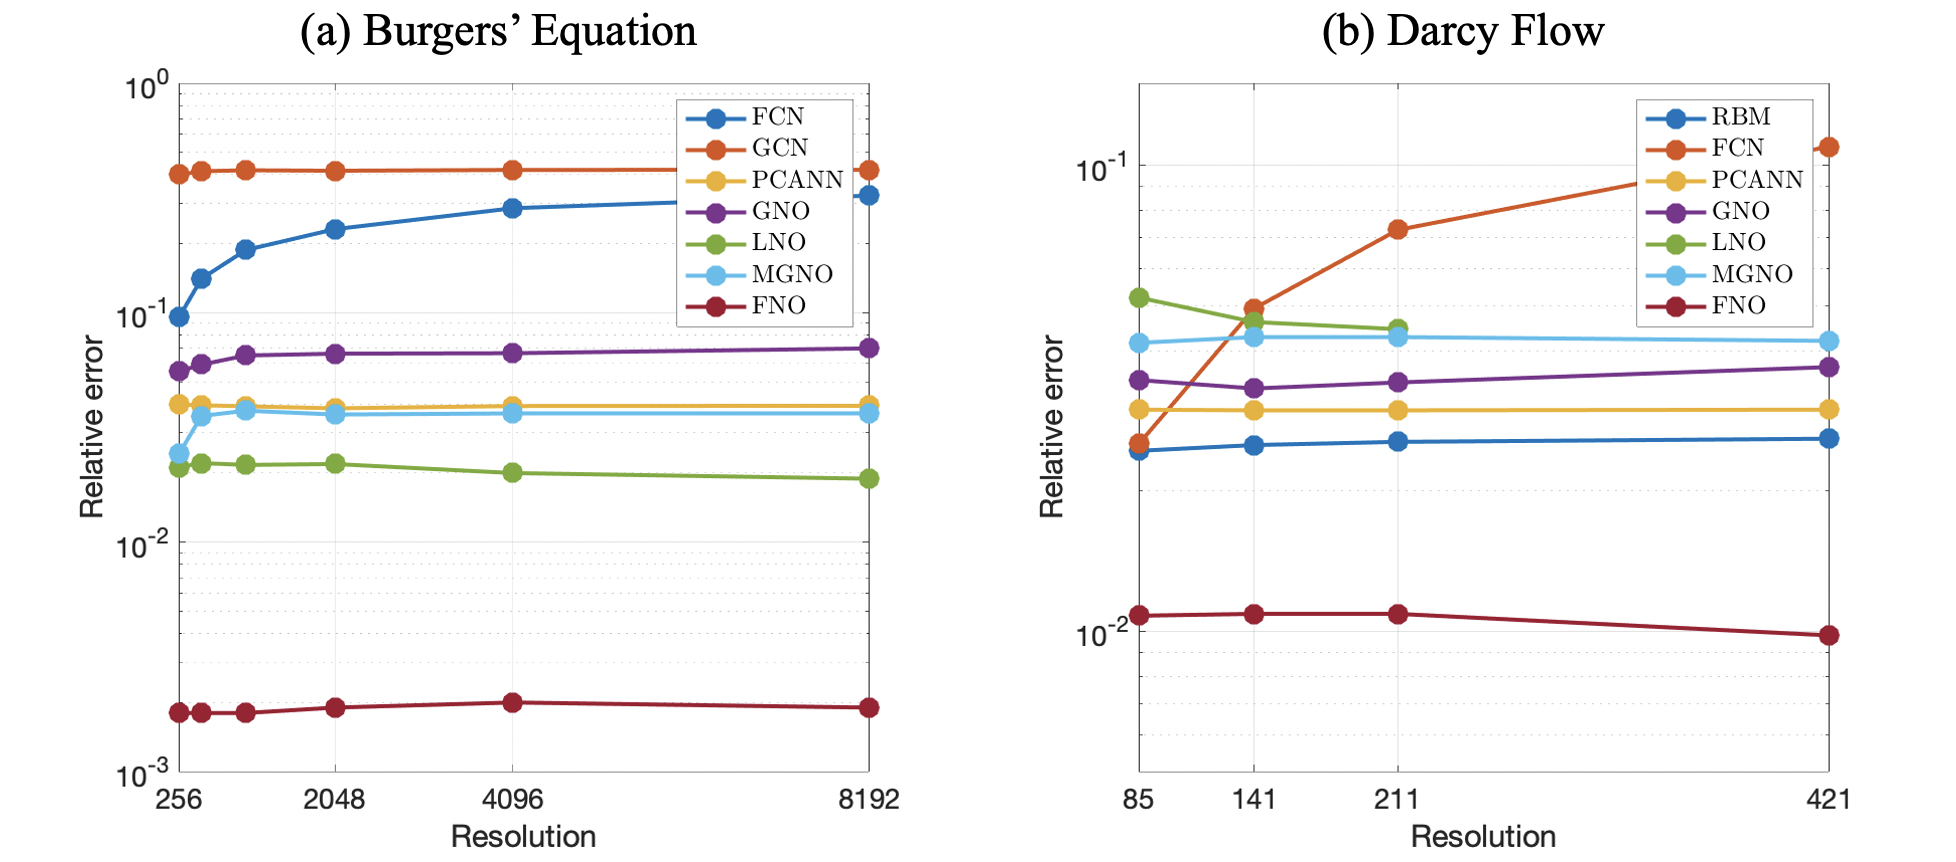 (a) Burgers’ Equation
10^0
10^-1
10^-2
10^-3
Relative error
256
2048
4096
8192
Resolution
FCN
GCN
PCANN
GNO
LNO
MGNO
FNO
(b) Darcy Flow
10^-1
10^-2
Relative error
85
141
211
421
Resolution
RBM
FCN
PCANN
GNO
LNO
MGNO
FNO